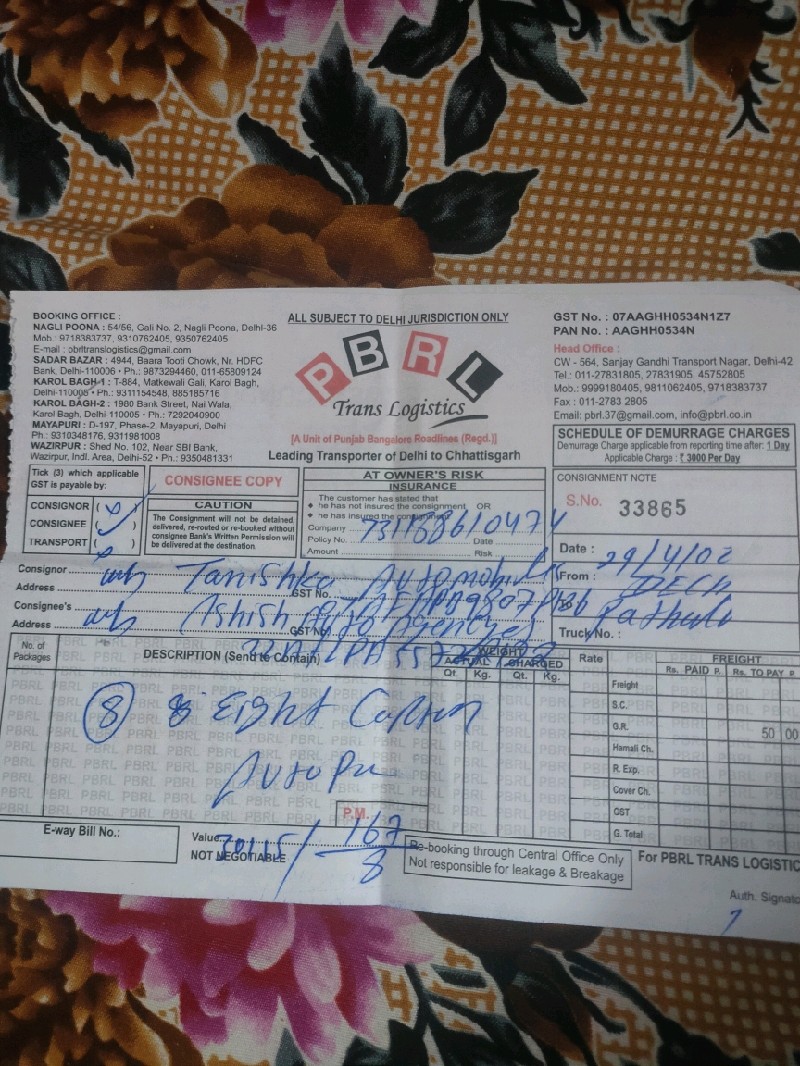 BOOKING OFFICE :
NAGLI POONA : 54/56, Gali No. 2, Nagli Poona, Delhi-36
Mob : 9718383737, 9310782405, 9350762405
E-mail : pbrltranslogistics@gmail.com
SADAR BAZAR : 4944, Baara Tooti Chowk, Nr. HDFC
Bank, Delhi-110006 • Ph.: 9873294460, 011-65809124
KAROL BAGH-1 : T-884, Matkewali Gali, Karol Bagh,
Delhi-110005 • Ph.: 9311154548, 885185716
KAROL BAGH-2 : 1900 Bank Street, Nai Wala,
Karol Bagh, Delhi 110005 • Ph.: 7292040900
MAYAPURI : D-197, Phase-2, Mayapuri, Delhi
Ph.: 9310348176, 9311981008
WAZIRPUR : Shed No. 102, Near SBI Bank,
Wazirpur, Indl. Area, Delhi-52 • Ph.: 9350481331
ALL SUBJECT TO DELHI JURISDICTION ONLY
PBRL
Trans Logistics
[A Unit of Punjab Bangalore Roadlines (Regd.)]
Leading Transporter of Delhi to Chhattisgarh
GST No. : 07AAGHH0534N1Z7
PAN No. : AAGHH0534N
Head Office :
CW - 564, Sanjay Gandhi Transport Nagar, Delhi-42
Tel.: 011-27831805, 27831905, 45752805
Mob.: 9999180405, 9811062405, 9718383737
Fax : 011-2783 2805
Email: pbrl.37@gmail.com, info@pbrl.co.in
SCHEDULE OF DEMURRAGE CHARGES
Demurrage Charge applicable from reporting time after: 1 Day
Applicable Charge : ₹ 3000 Per Day
Tick (3) which applicable
GST is payable by:
CONSIGNOR ( )
CONSIGNEE ( ✓ )
TRANSPORT ( )
CONSIGNEE COPY
CAUTION
The Consignment will not be detained
delivered, re-rooted or re-booked without
consignee Bank's Written Permission will
be delivered at the destination.
AT OWNER'S RISK
INSURANCE
The customer has stated that
• he has not insured the consignment OR
• he has insured the consignment
Company
Policy No. Date
Amount Risk
731168610474
CONSIGNMENT NOTE
S.No. 33865
Date : 29/4/02
From :
Truck No. :
Consignor Tanishka Automobile
Address GST No.
Consignee's Ashish Auto Agencies
Address GST No.
No. of
Packages
DESCRIPTION (Send to Contain)
WEIGHT
ACTUAL CHARGED
Qt. Kg. Qt. Kg.
Rate
FREIGHT
Rs. PAID P. Rs. TO PAY P.
Freight
S.C.
G.R. 50 00
Hamali Ch.
R. Exp.
Cover Ch.
GST
G. Total
8 8 Eight
Auto
P.M.
E-way Bill No.:
Value
167
8
NOT NEGOTIABLE
Re-booking through Central Office Only
Not responsible for leakage & Breakage
For PBRL TRANS LOGISTIC
Auth. Signato